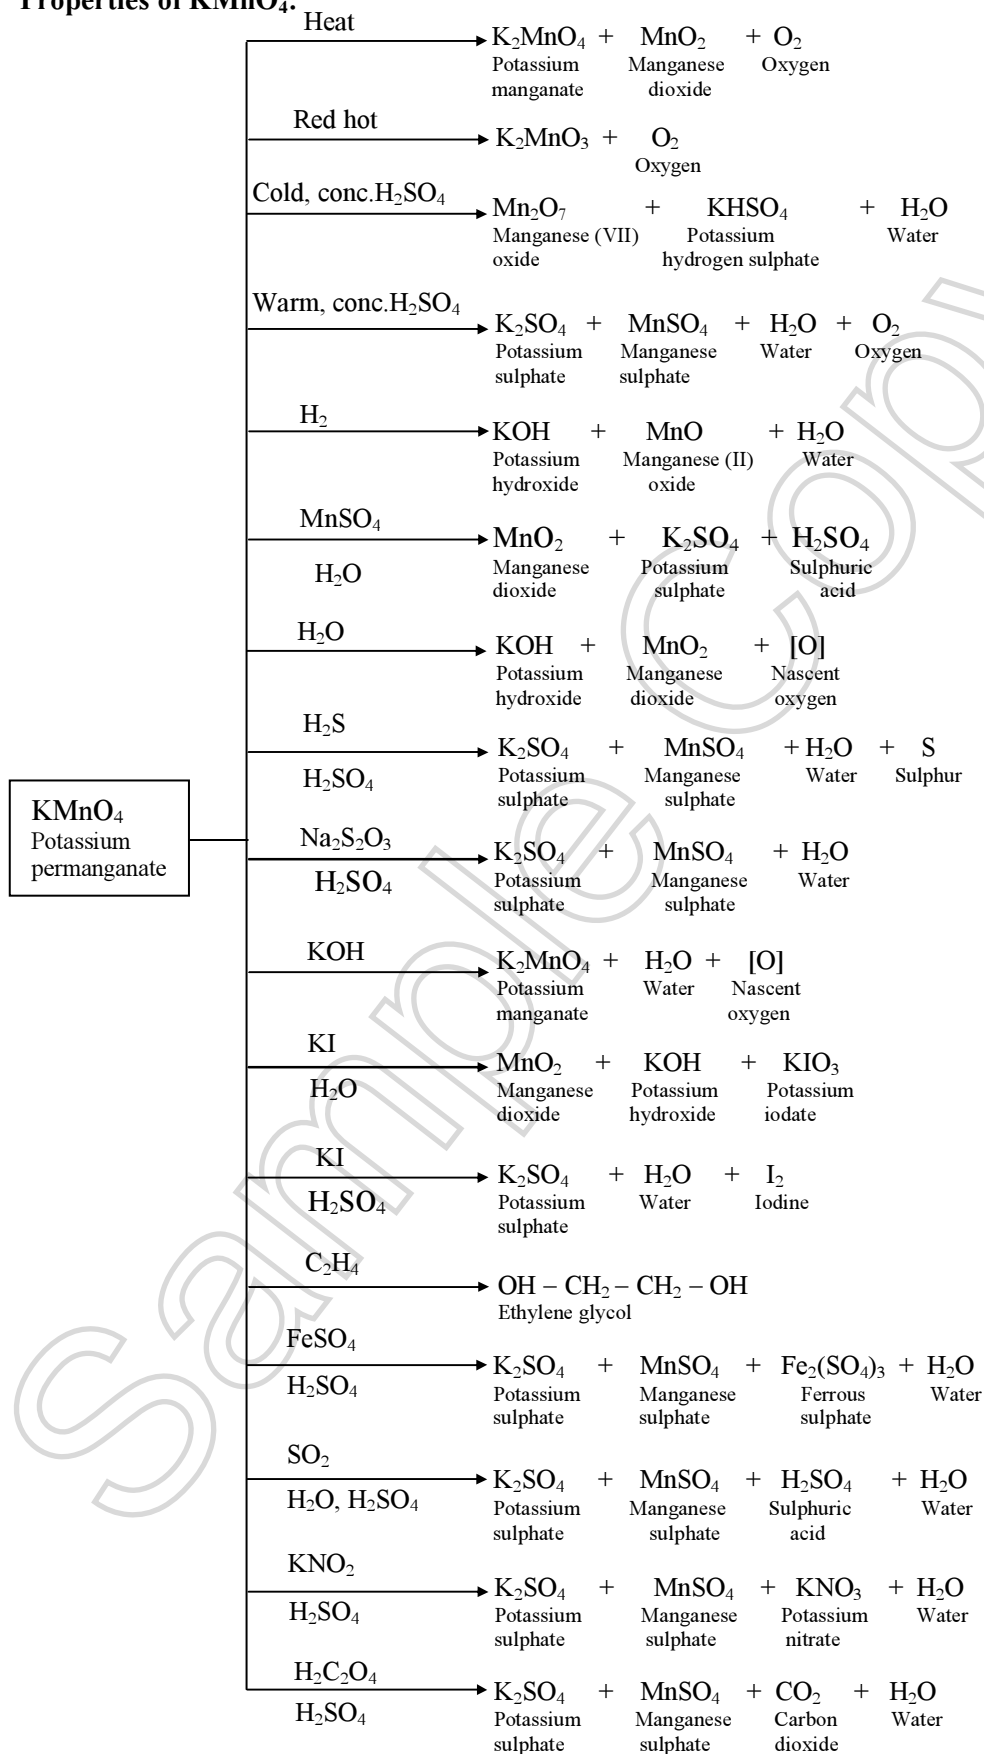 Properties of KMnO₄.
Heat
K₂MnO₄ + MnO₂ + O₂
Potassium Manganese Oxygen
manganate dioxide
Red hot
K₂MnO₃ + O₂
Oxygen
Cold, conc.H₂SO₄
Mn₂O₇ + KHSO₄ + H₂O
Manganese (VII) Potassium Water
oxide hydrogen sulphate
Warm, conc.H₂SO₄
K₂SO₄ + MnSO₄ + H₂O + O₂
Potassium Manganese Water Oxygen
sulphate sulphate
H₂
KOH + MnO + H₂O
Potassium Manganese (II) Water
hydroxide oxide
MnSO₄
MnO₂ + K₂SO₄ + H₂SO₄
Manganese Potassium Sulphuric
H₂O
dioxide sulphate acid
H₂O
KOH + MnO₂ + [O]
Potassium Manganese Nascent
hydroxide dioxide oxygen
H₂S
K₂SO₄ + MnSO₄ + H₂O + S
H₂SO₄
Potassium Manganese Water Sulphur
sulphate sulphate
KMnO₄
Potassium
permanganate
Na₂S₂O₃
K₂SO₄ + MnSO₄ + H₂O
H₂SO₄
Potassium Manganese Water
sulphate sulphate
KOH
K₂MnO₄ + H₂O + [O]
Potassium Water Nascent
manganate oxygen
KI
MnO₂ + KOH + KIO₃
H₂O
Manganese Potassium Potassium
dioxide hydroxide iodate
KI
K₂SO₄ + H₂O + I₂
H₂SO₄
Potassium Water Iodine
sulphate
C₂H₄
OH – CH₂ – CH₂ – OH
Ethylene glycol
FeSO₄
K₂SO₄ + MnSO₄ + Fe₂(SO₄)₃ + H₂O
H₂SO₄
Potassium Manganese Ferrous Water
sulphate sulphate sulphate
SO₂
K₂SO₄ + MnSO₄ + H₂SO₄ + H₂O
H₂O, H₂SO₄
Potassium Manganese Sulphuric Water
sulphate sulphate acid
KNO₂
K₂SO₄ + MnSO₄ + KNO₃ + H₂O
H₂SO₄
Potassium Manganese Potassium Water
sulphate sulphate nitrate
H₂C₂O₄
K₂SO₄ + MnSO₄ + CO₂ + H₂O
H₂SO₄
Potassium Manganese Carbon Water
sulphate sulphate dioxide
Sample Copy